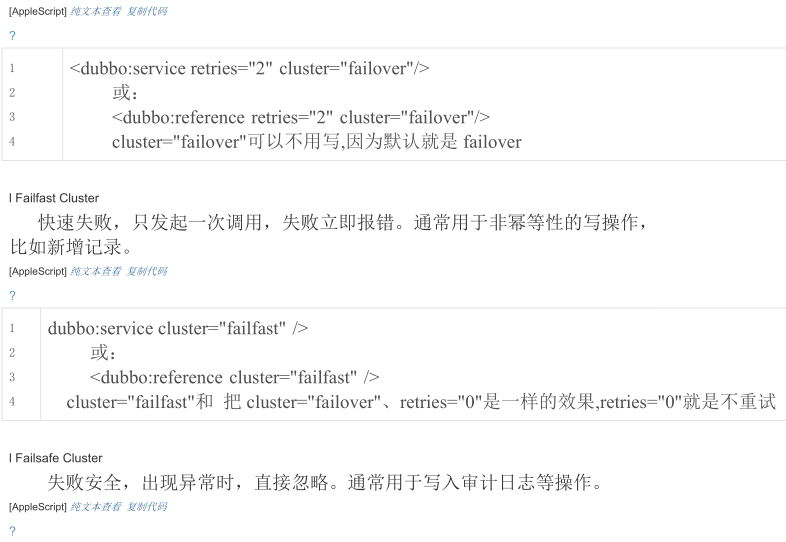 [AppleScript] 纯文本查看 复制代码
?
1 <dubbo:service retries="2" cluster="failover"/>
2 或：
3 <dubbo:reference retries="2" cluster="failover"/>
4 cluster="failover"可以不用写,因为默认就是 failover
l Failfast Cluster
快速失败，只发起一次调用，失败立即报错。通常用于非幂等性的写操作，
比如新增记录。
[AppleScript] 纯文本查看 复制代码
?
1 dubbo:service cluster="failfast" />
2 或：
3 <dubbo:reference cluster="failfast" />
4 cluster="failfast"和 把 cluster="failover"、retries="0"是一样的效果,retries="0"就是不重试
l Failsafe Cluster
失败安全，出现异常时，直接忽略。通常用于写入审计日志等操作。
[AppleScript] 纯文本查看 复制代码
?